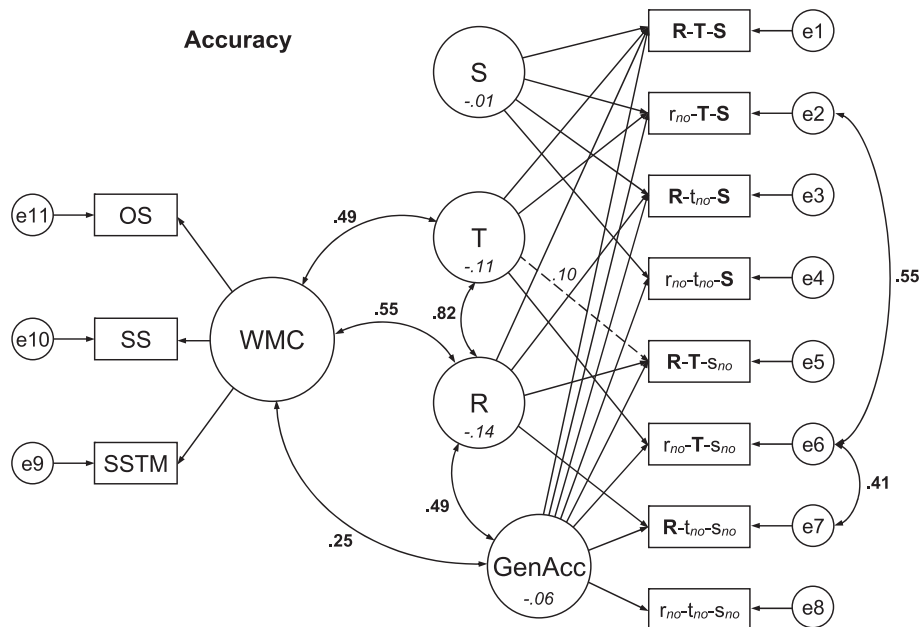 Accuracy
S
-.01
T
-.11
R
-.14
GenAcc
-.06
WMC
OS
SS
SSTM
e11
e10
e9
.49
.55
.82
.49
.25
.10
R-T-S
rno-T-S
R-tno-S
rno-tno-S
R-T-sno
rno-T-sno
R-tno-sno
rno-tno-sno
e1
e2
e3
e4
e5
e6
e7
e8
.55
.41